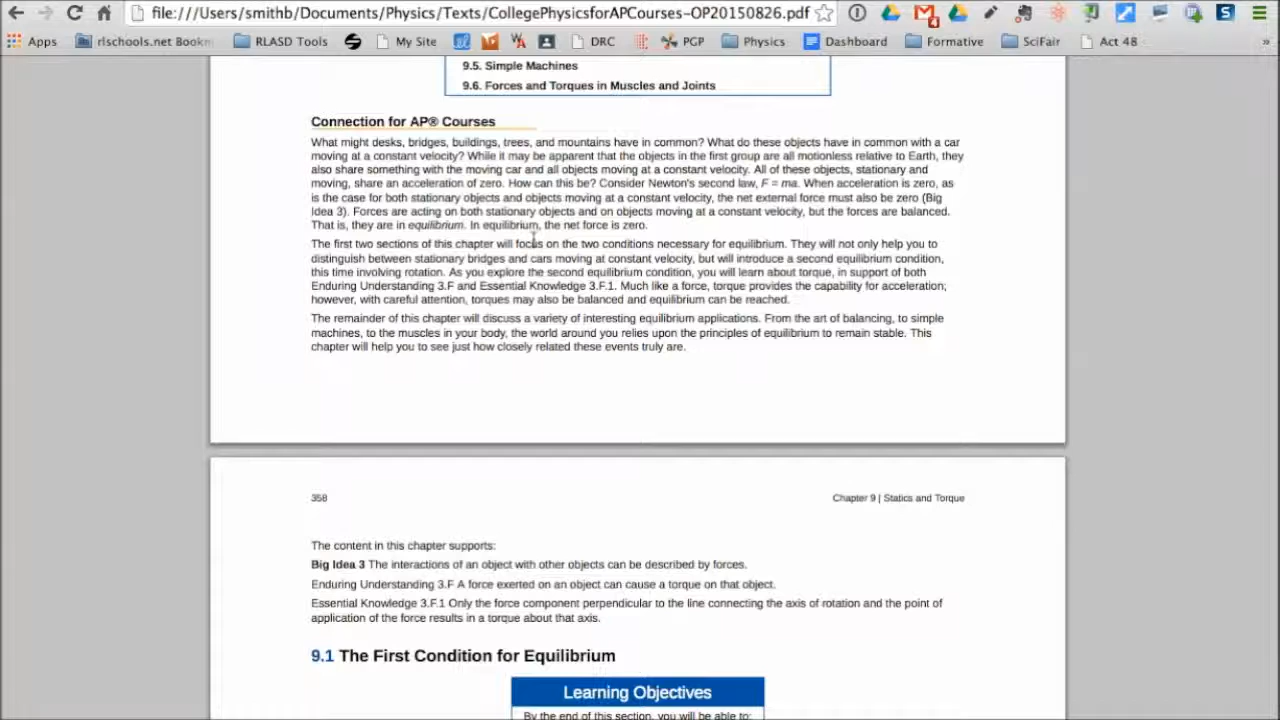 file:///Users/smithb/Documents/Physics/Texts/CollegePhysicsforAPCourses-OP20150826.pdf
4
Apps rlschools.net Bookm RLASD Tools My Site DRC PGP Physics Dashboard Formative SciFair Act 48 »
9.5. Simple Machines
9.6. Forces and Torques in Muscles and Joints
Connection for AP® Courses
What might desks, bridges, buildings, trees, and mountains have in common? What do these objects have in common with a car
moving at a constant velocity? While it may be apparent that the objects in the first group are all motionless relative to Earth, they
also share something with the moving car and all objects moving at a constant velocity. All of these objects, stationary and
moving, share an acceleration of zero. How can this be? Consider Newton's second law, F = ma. When acceleration is zero, as
is the case for both stationary objects and objects moving at a constant velocity, the net external force must also be zero (Big
Idea 3). Forces are acting on both stationary objects and on objects moving at a constant velocity, but the forces are balanced.
That is, they are in equilibrium. In equilibrium, the net force is zero.
The first two sections of this chapter will focus on the two conditions necessary for equilibrium. They will not only help you to
distinguish between stationary bridges and cars moving at constant velocity, but will introduce a second equilibrium condition,
this time involving rotation. As you explore the second equilibrium condition, you will learn about torque, in support of both
Enduring Understanding 3.F and Essential Knowledge 3.F.1. Much like a force, torque provides the capability for acceleration;
however, with careful attention, torques may also be balanced and equilibrium can be reached.
The remainder of this chapter will discuss a variety of interesting equilibrium applications. From the art of balancing, to simple
machines, to the muscles in your body, the world around you relies upon the principles of equilibrium to remain stable. This
chapter will help you to see just how closely related these events truly are.
358 Chapter 9 | Statics and Torque
The content in this chapter supports:
Big Idea 3 The interactions of an object with other objects can be described by forces.
Enduring Understanding 3.F A force exerted on an object can cause a torque on that object.
Essential Knowledge 3.F.1 Only the force component perpendicular to the line connecting the axis of rotation and the point of
application of the force results in a torque about that axis.
9.1 The First Condition for Equilibrium
Learning Objectives
By the end of this section, you will be able to: